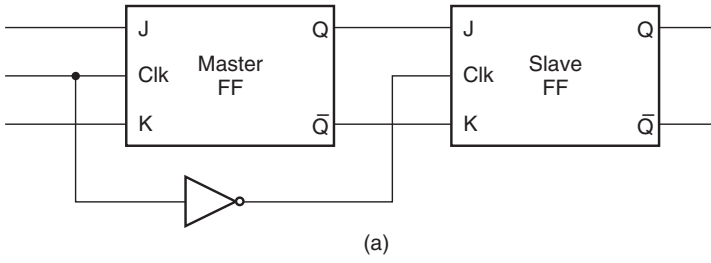 J Q J Q
Clk Master Clk Slave
FF FF
K Q̄ K Q̄
(a)